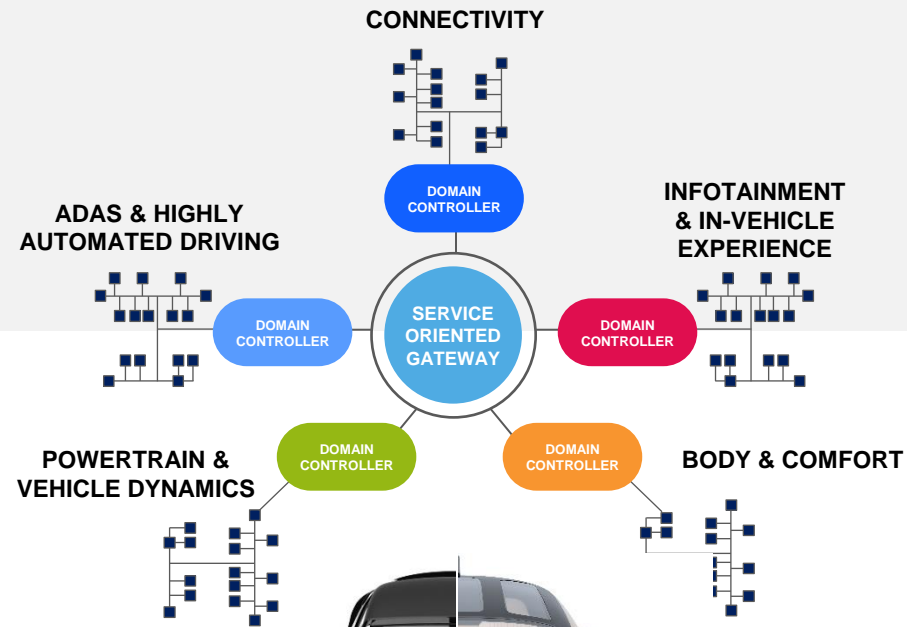 CONNECTIVITY
DOMAIN
CONTROLLER
ADAS & HIGHLY
AUTOMATED DRIVING
INFOTAINMENT
& IN-VEHICLE
EXPERIENCE
DOMAIN
CONTROLLER
SERVICE
ORIENTED
GATEWAY
DOMAIN
CONTROLLER
POWERTRAIN &
VEHICLE DYNAMICS
DOMAIN
CONTROLLER
DOMAIN
CONTROLLER
BODY & COMFORT